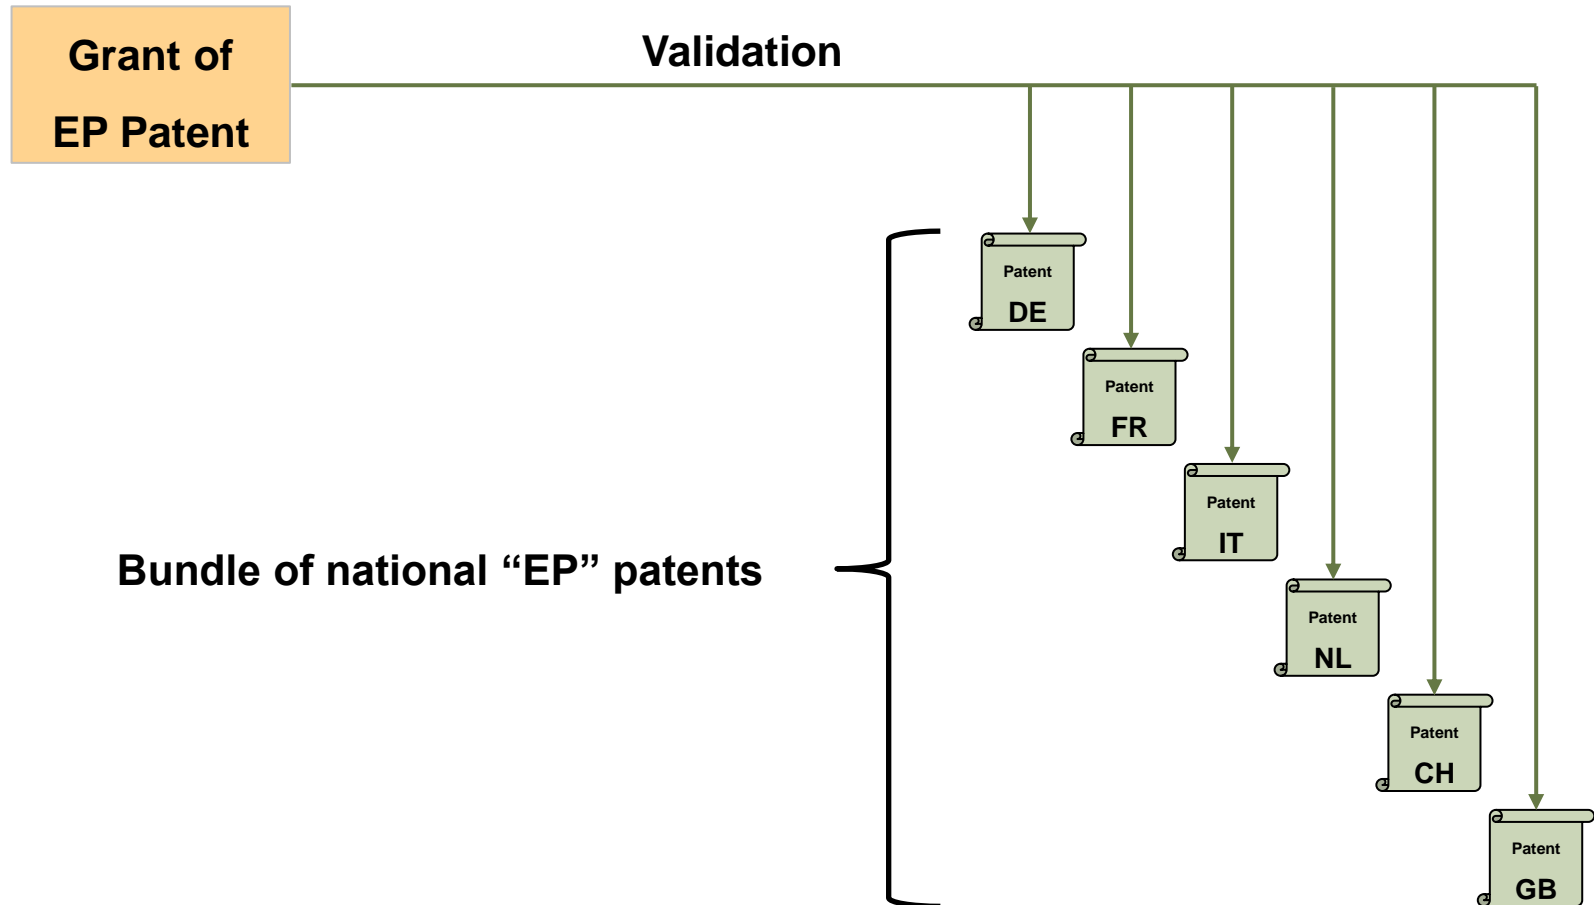 Grant of
EP Patent
Validation
Patent
DE
Patent
FR
Patent
IT
Bundle of national “EP” patents
Patent
NL
Patent
CH
Patent
GB